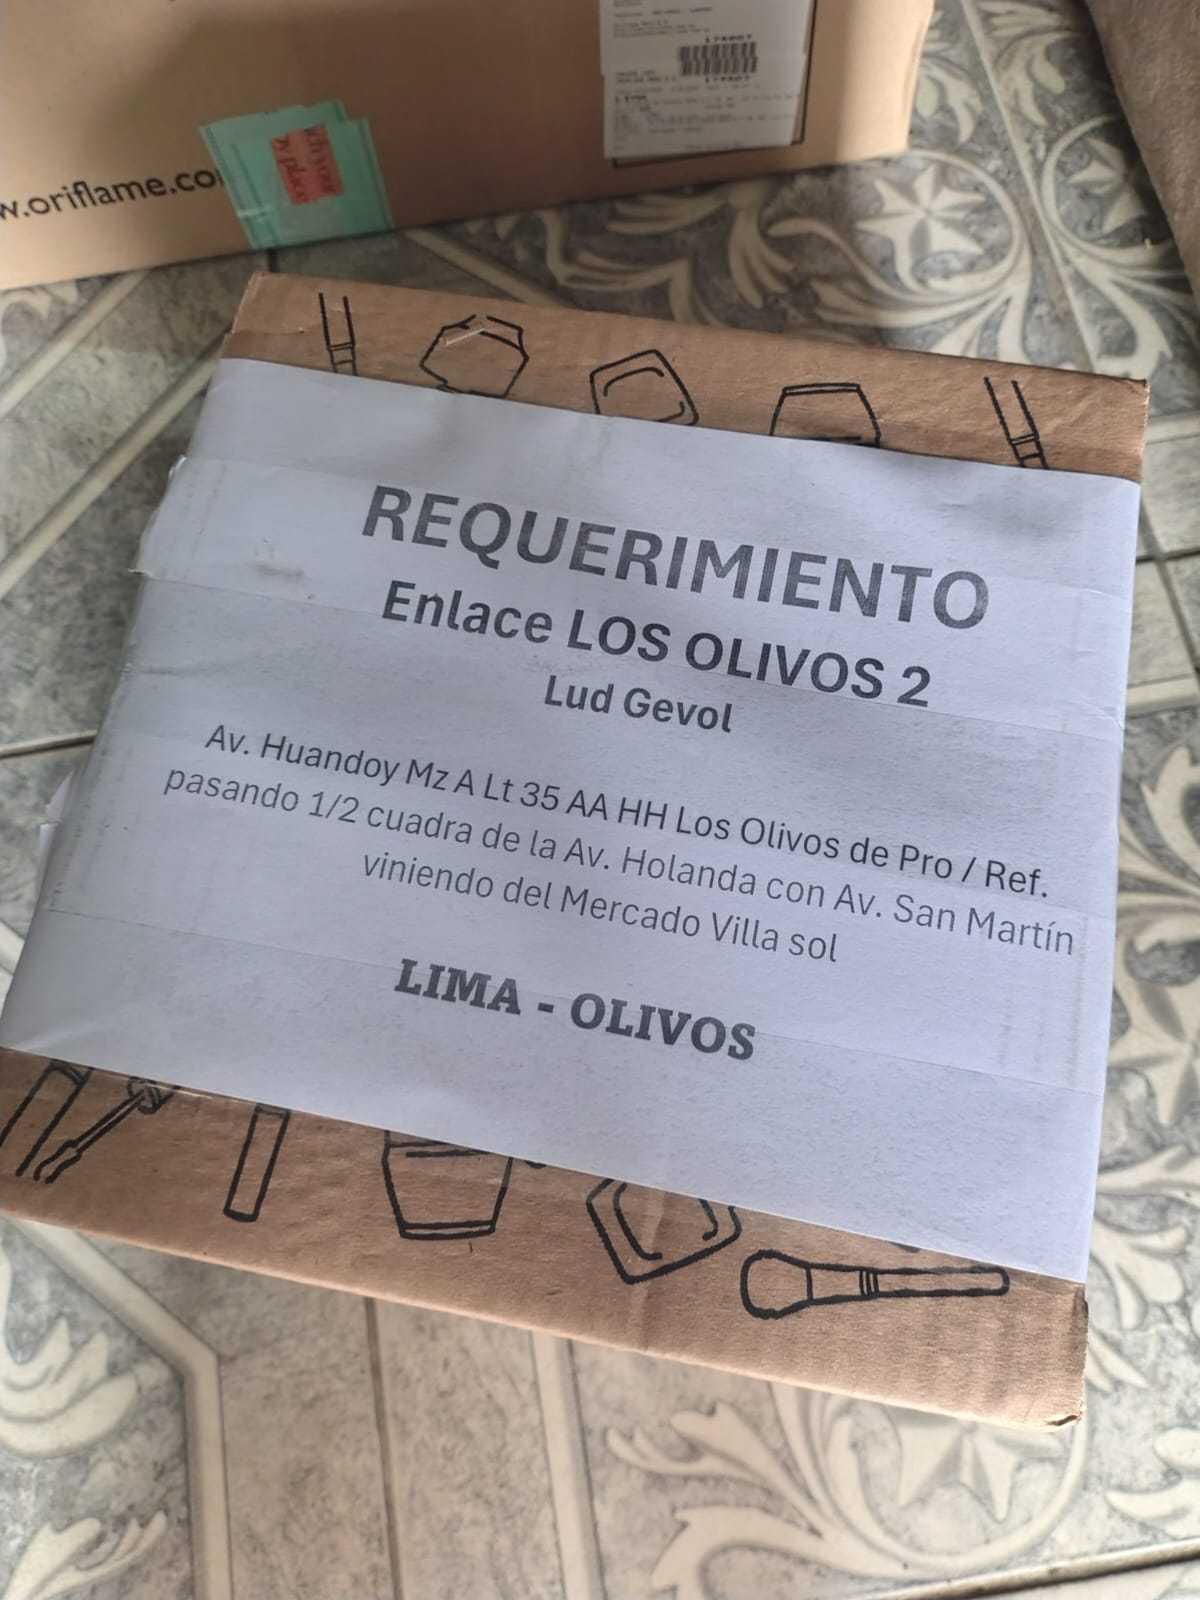 w.oriflame.co
REQUERIMIENTO
Enlace LOS OLIVOS 2
Lud Gevol
Av. Huandoy Mz A Lt 35 AA HH Los Olivos de Pro / Ref.
pasando 1/2 cuadra de la Av. Holanda con Av. San Martín
viniendo del Mercado Villa sol
LIMA - OLIVOS